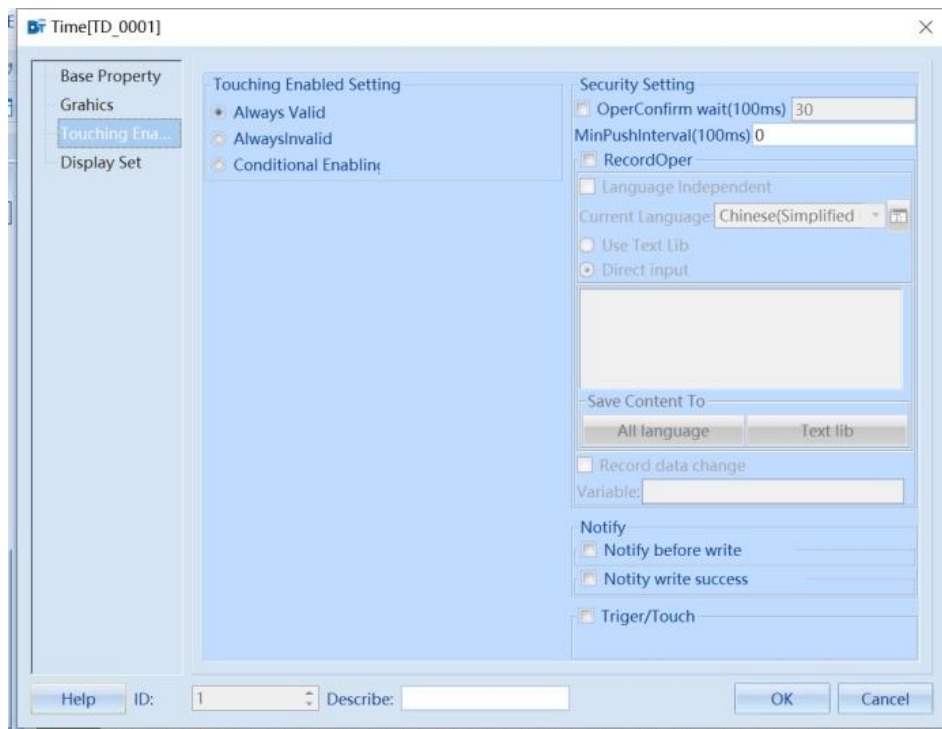 Time[TD_0001]
Base Property
Grahics
Touching Ena...
Display Set
Touching Enabled Setting
Always Valid
AlwaysInvalid
Conditional Enabling
Security Setting
OperConfirm wait(100ms) 30
MinPushInterval(100ms) 0
RecordOper
Language Independent
Current Language: Chinese(Simplified
Use Text Lib
Direct input
Save Content To
All language Text lib
Record data change
Variable:
Notify
Notify before write
Notity write success
Triger/Touch
Help ID: 1 Describe: OK Cancel